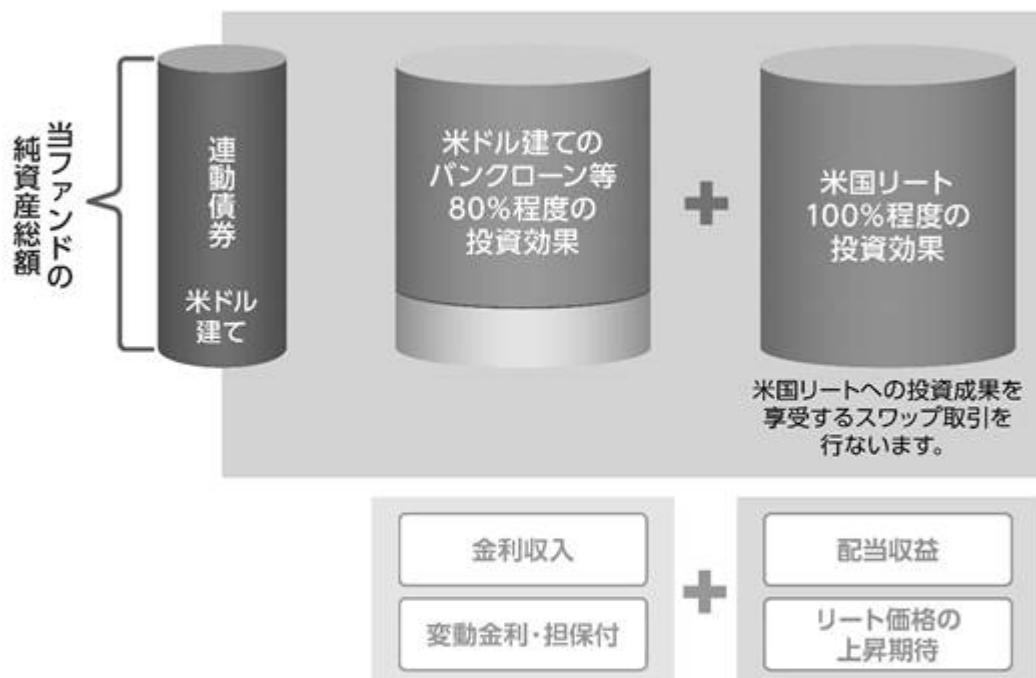 当ファンドの
純資産総額
連動債券
米ドル
建て
米ドル建ての
バンクローン等
80%程度の
投資効果
+
米国リート
100%程度の
投資効果
米国リートへの投資成果を
享受するスワップ取引を
行ないます。
金利収入
変動金利・担保付
+
配当収益
リート価格の
上昇期待